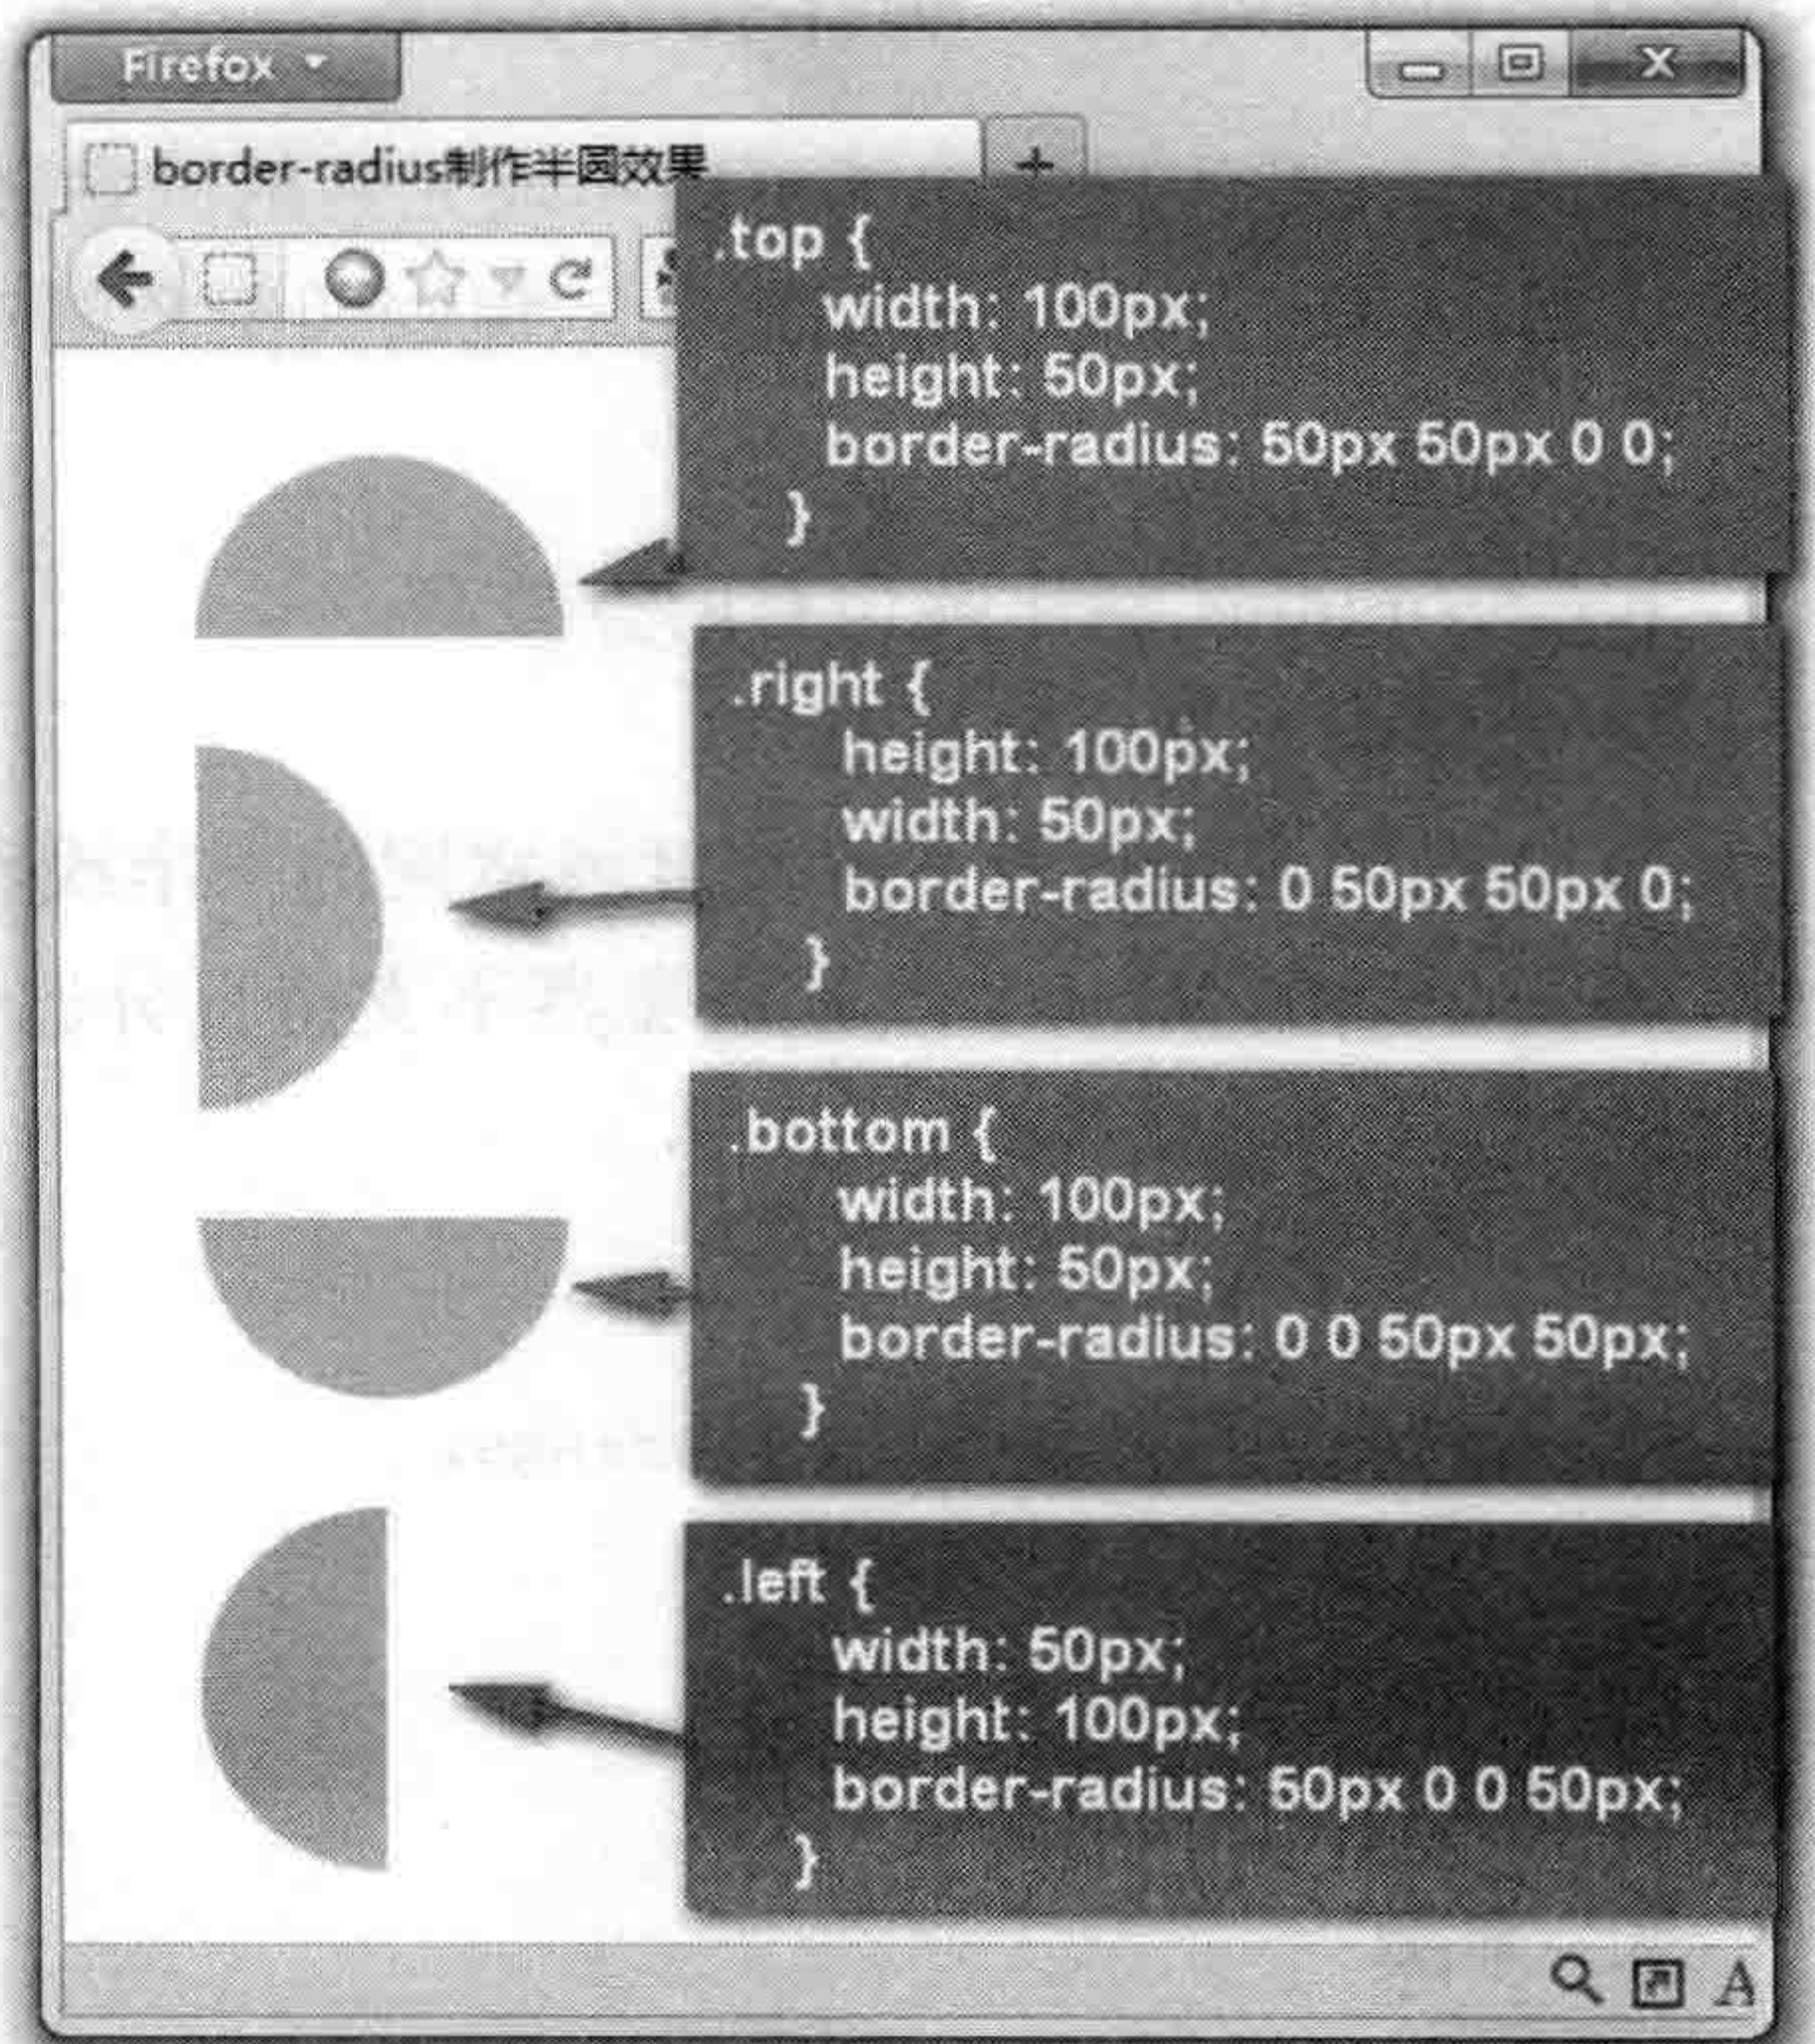 Firefox
border-radius制作半圆效果
.top {
width: 100px;
height: 50px;
border-radius: 50px 50px 0 0;
}
.right {
height: 100px;
width: 50px;
border-radius: 0 50px 50px 0;
}
.bottom {
width: 100px;
height: 50px;
border-radius: 0 0 50px 50px;
}
.left {
width: 50px;
height: 100px;
border-radius: 50px 0 0 50px;
}
A